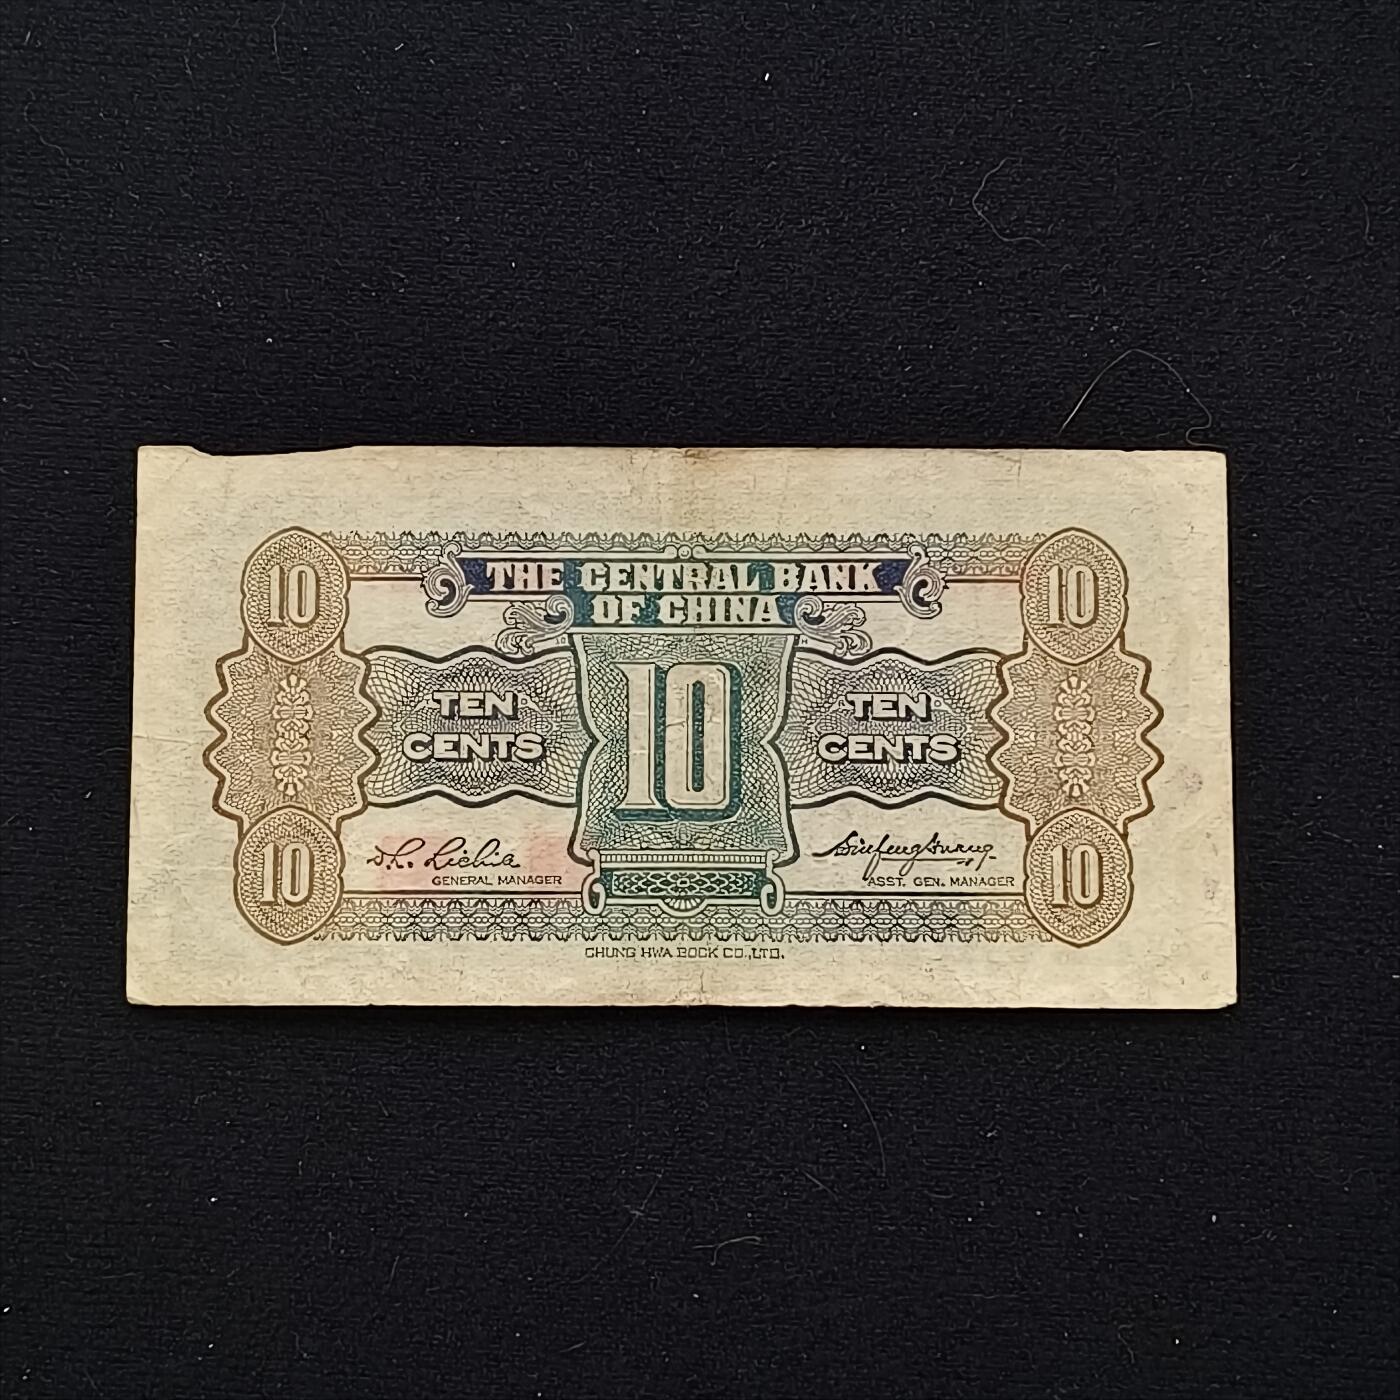 THE CENTRAL BANK
OF CHINA
10
10
10
TEN
CENTS
TEN
CENTS
GENERAL MANAGER
ASST. GEN. MANAGER
10
10
CHUNG HWA BOOK CO.,LTD.